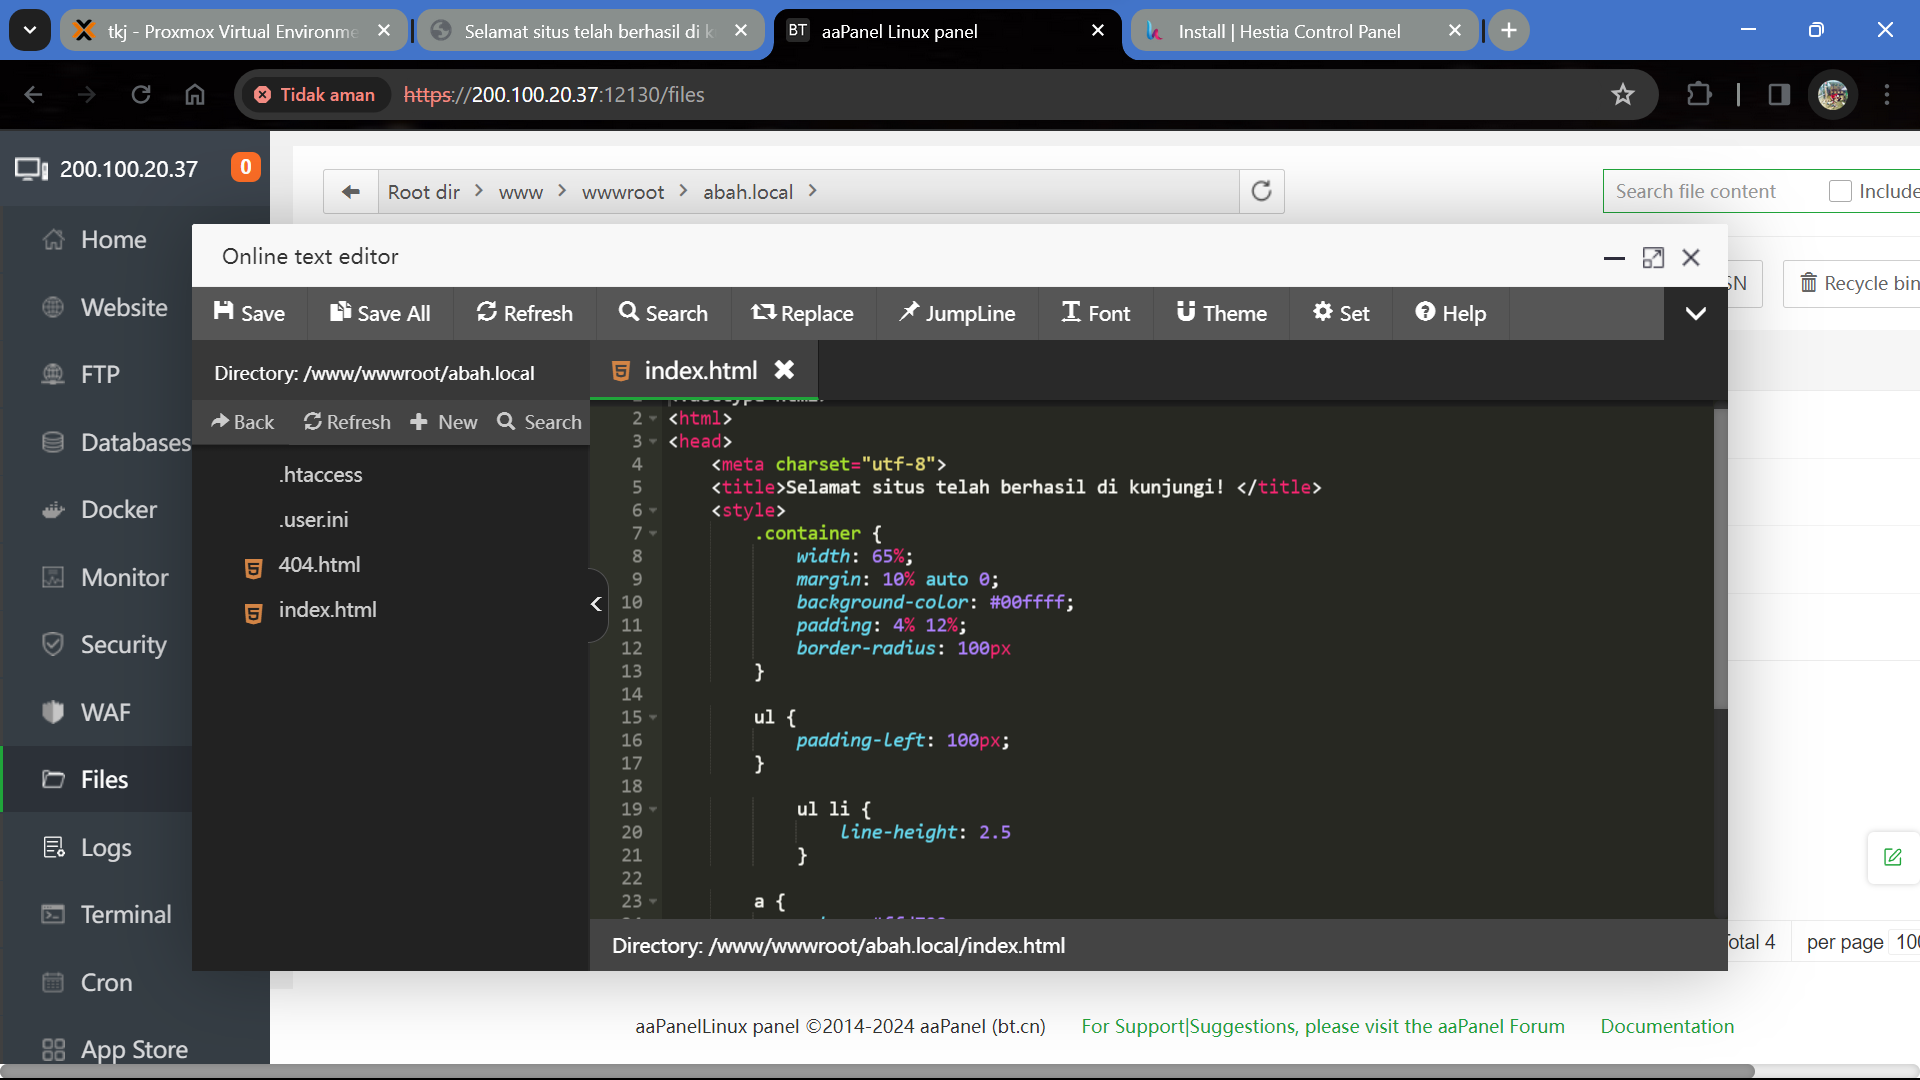 tkj - Proxmox Virtual Environme
Selamat situs telah berhasil di k
BT aaPanel Linux panel
Install | Hestia Control Panel
Tidak aman https://200.100.20.37:12130/files
200.100.20.37 0
Root dir > www > wwwroot > abah.local >
Search file content Include
Home
Website
FTP
Databases
Docker
Monitor
Security
WAF
Files
Logs
Terminal
Cron
App Store
Recycle bin
Online text editor
Save Save All Refresh Search Replace JumpLine Font Theme Set Help
Directory: /www/wwwroot/abah.local
index.html
Back Refresh New Search
.htaccess
.user.ini
404.html
index.html
2 <html>
3 <head>
4 <meta charset="utf-8">
5 <title>Selamat situs telah berhasil di kunjungi! </title>
6 <style>
7 .container {
8 width: 65%;
9 margin: 10% auto 0;
10 background-color: #00ffff;
11 padding: 4% 12%;
12 border-radius: 100px
13 }
14
15 ul {
16 padding-left: 100px;
17 }
18
19 ul li {
20 line-height: 2.5
21 }
22
23 a {
Directory: /www/wwwroot/abah.local/index.html
otal 4 per page 100
aaPanelLinux panel ©2014-2024 aaPanel (bt.cn) For Support|Suggestions, please visit the aaPanel Forum Documentation